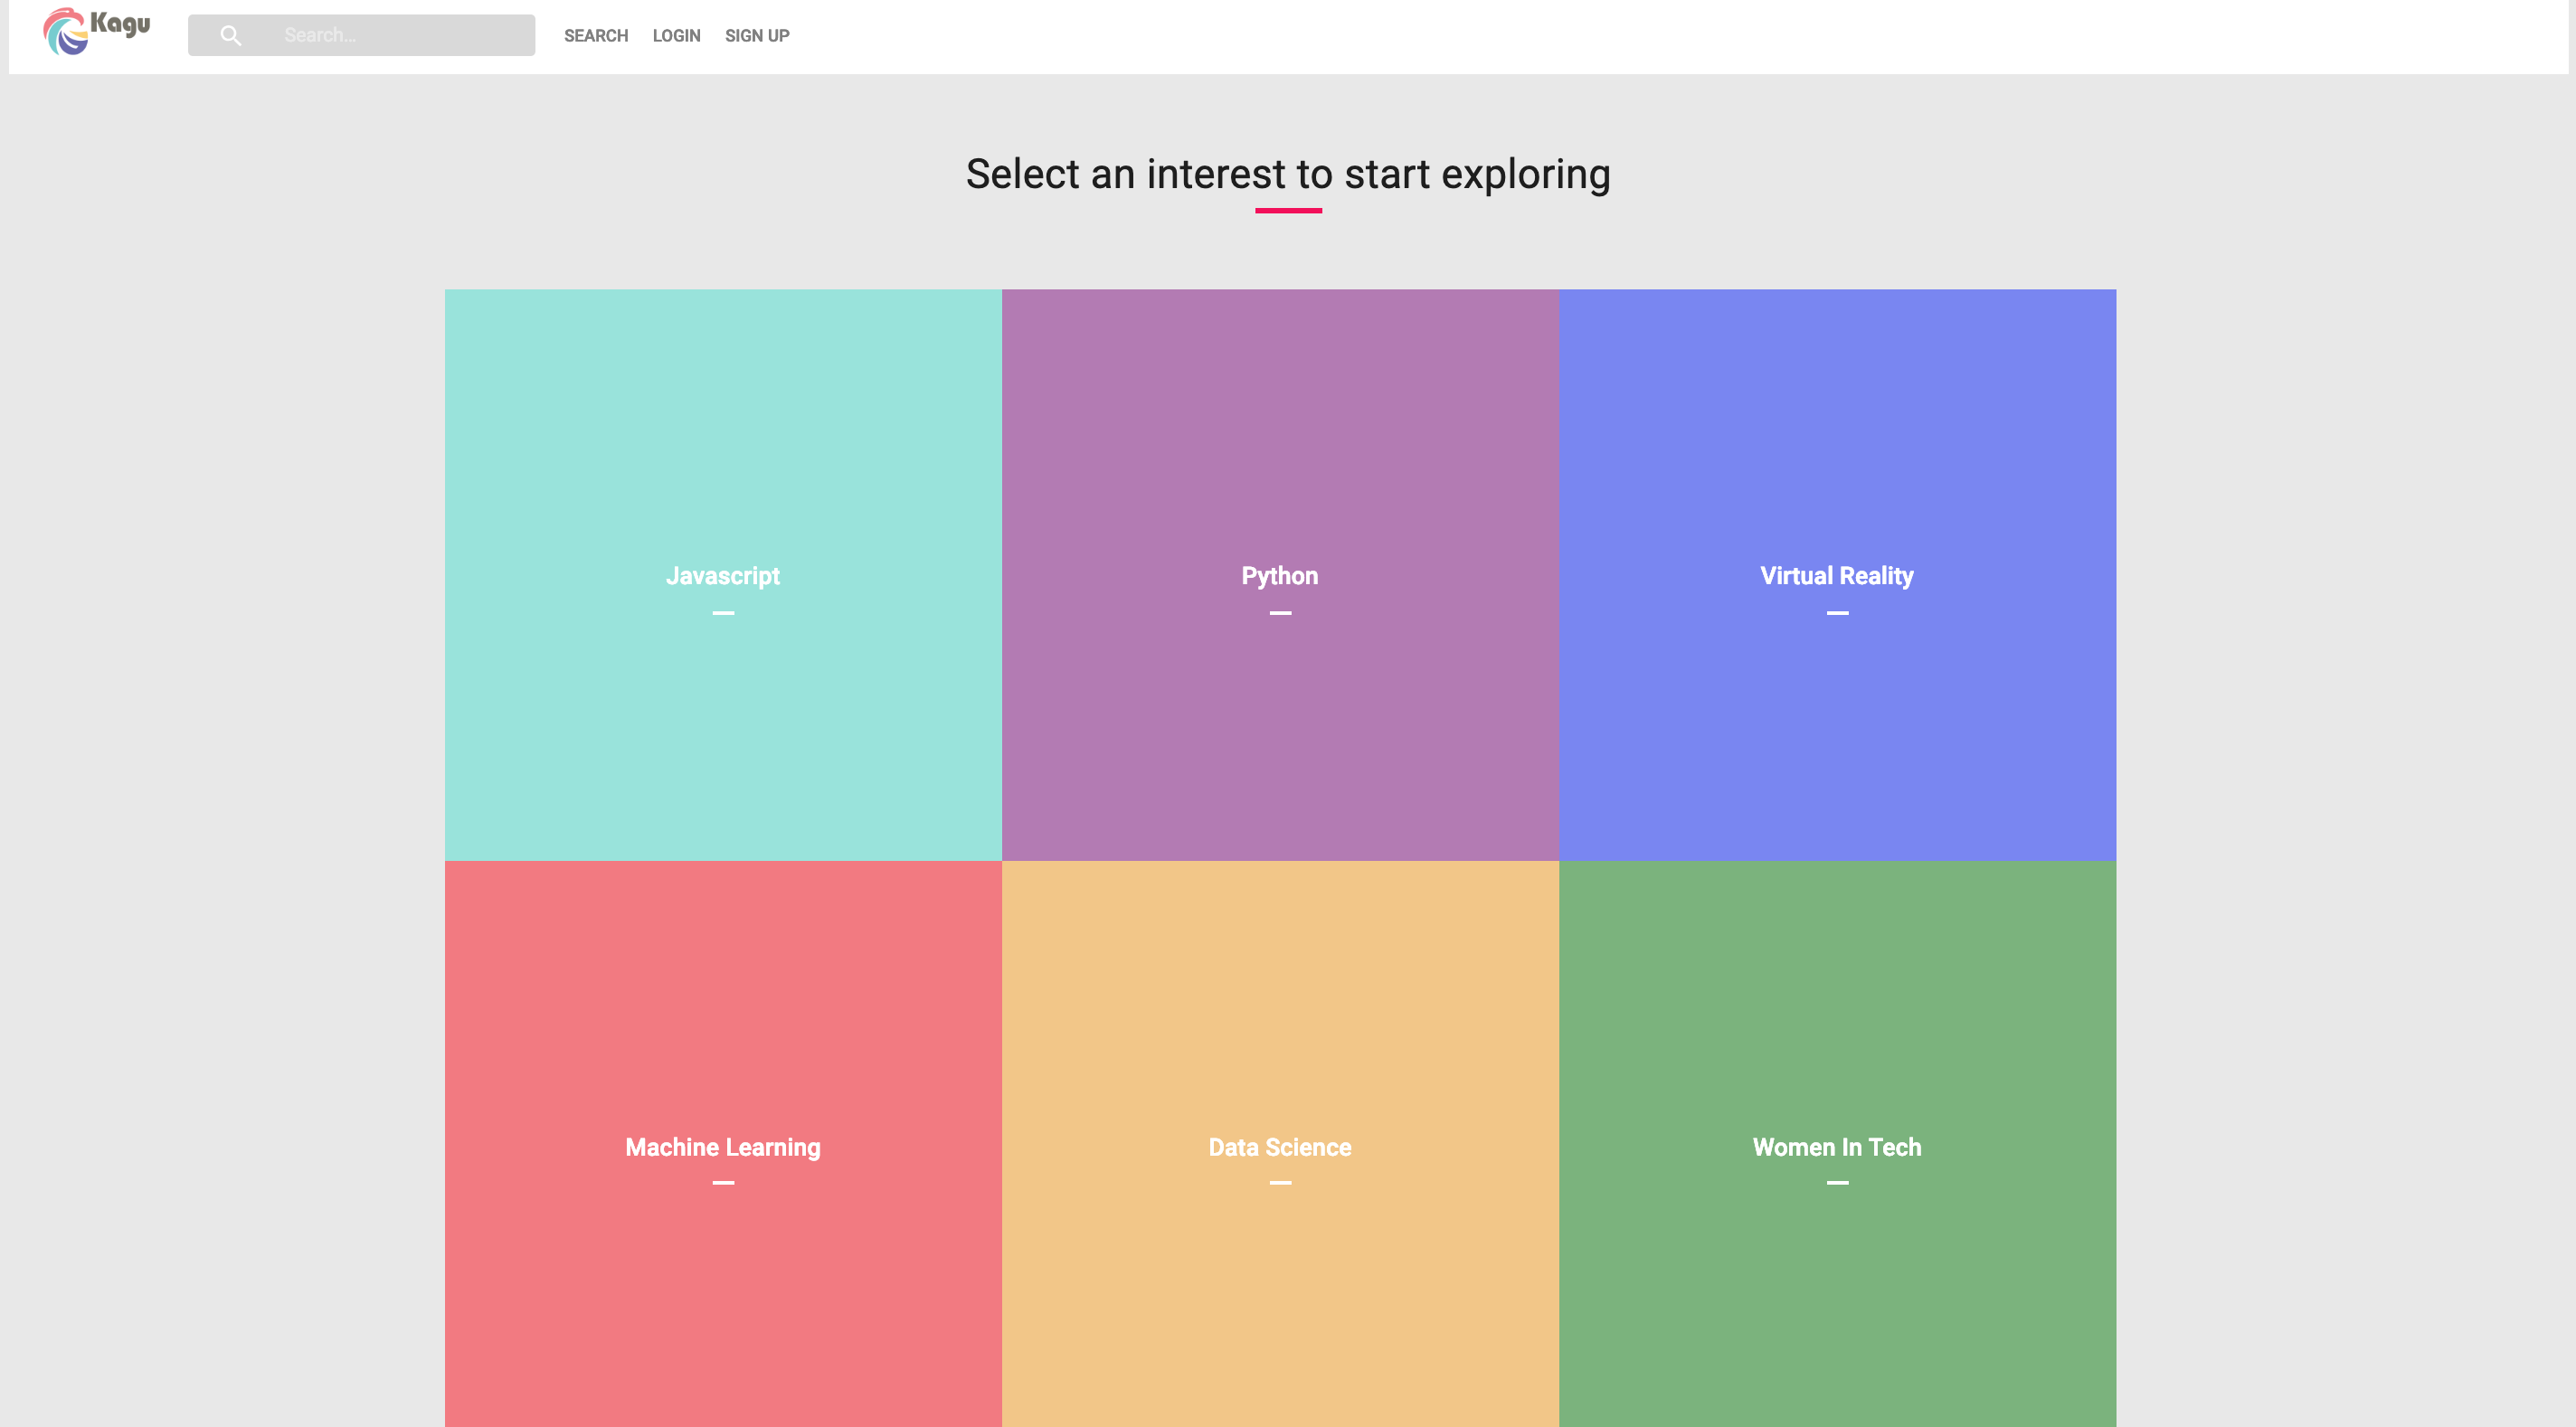 Kagu
Search...
SEARCH LOGIN SIGN UP
Select an interest to start exploring
Javascript
Python
Virtual Reality
Machine Learning
Data Science
Women In Tech